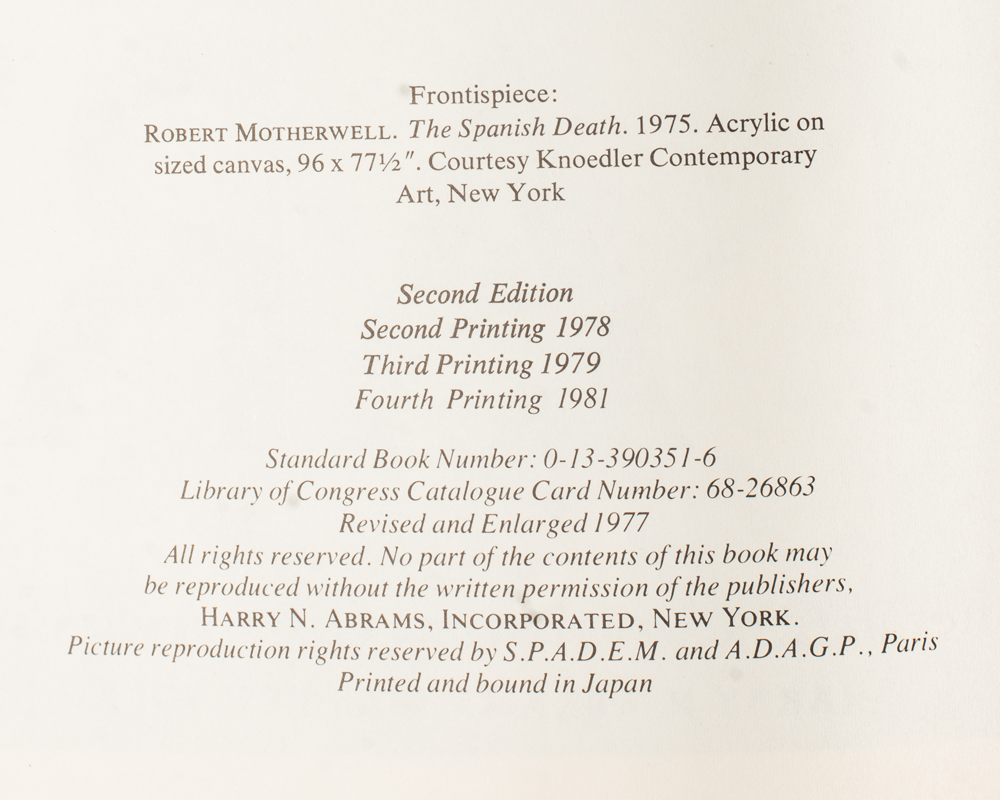 Frontispiece:
ROBERT MOTHERWELL. The Spanish Death. 1975. Acrylic on
sized canvas, 96 x 77½". Courtesy Knoedler Contemporary
Art, New York
Second Edition
Second Printing 1978
Third Printing 1979
Fourth Printing 1981
Standard Book Number: 0-13-390351-6
Library of Congress Catalogue Card Number: 68-26863
Revised and Enlarged 1977
All rights reserved. No part of the contents of this book may
be reproduced without the written permission of the publishers,
HARRY N. ABRAMS, INCORPORATED, NEW YORK.
Picture reproduction rights reserved by S.P.A.D.E.M. and A.D.A.G.P., Paris
Printed and bound in Japan